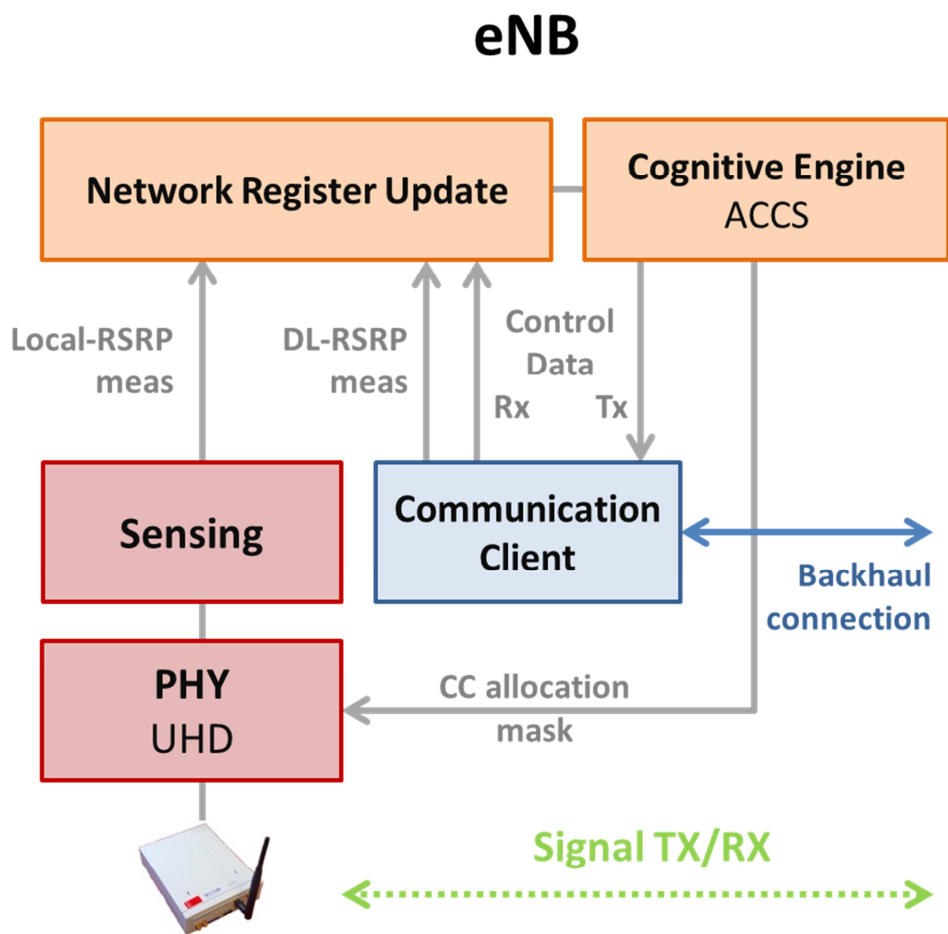 eNB
Network Register Update
Cognitive Engine
ACCS
Local-RSRP
meas
DL-RSRP
meas
Control
Data
Rx
Tx
Sensing
Communication
Client
Backhaul
connection
PHY
UHD
CC allocation
mask
Signal TX/RX